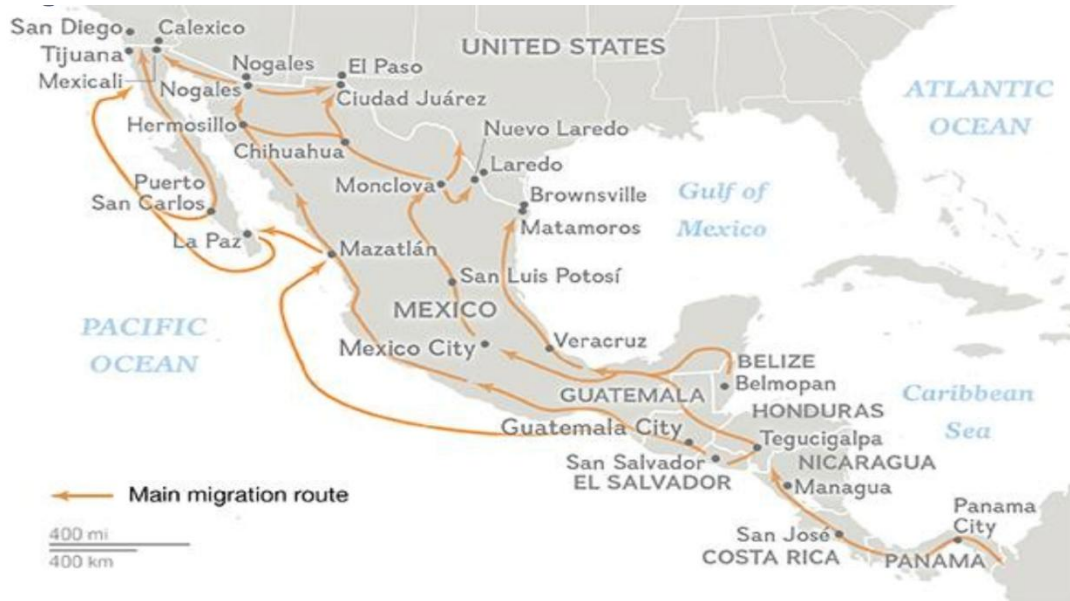 San Diego
Calexico
Tijuana
Mexicali
Nogales
Nogales
El Paso
Ciudad Juárez
UNITED STATES
ATLANTIC
OCEAN
Hermosillo
Chihuahua
Nuevo Laredo
Laredo
Monclova
Brownsville
Matamoros
Gulf of
Mexico
Puerto
San Carlos
La Paz
Mazatlán
San Luis Potosí
MEXICO
PACIFIC
OCEAN
Mexico City
Veracruz
BELIZE
Belmopan
GUATEMALA
HONDURAS
Caribbean
Sea
Guatemala City
Tegucigalpa
San Salvador
EL SALVADOR
NICARAGUA
Managua
Main migration route
Panama
City
San José
COSTA RICA
PANAMA
400 mi
400 km